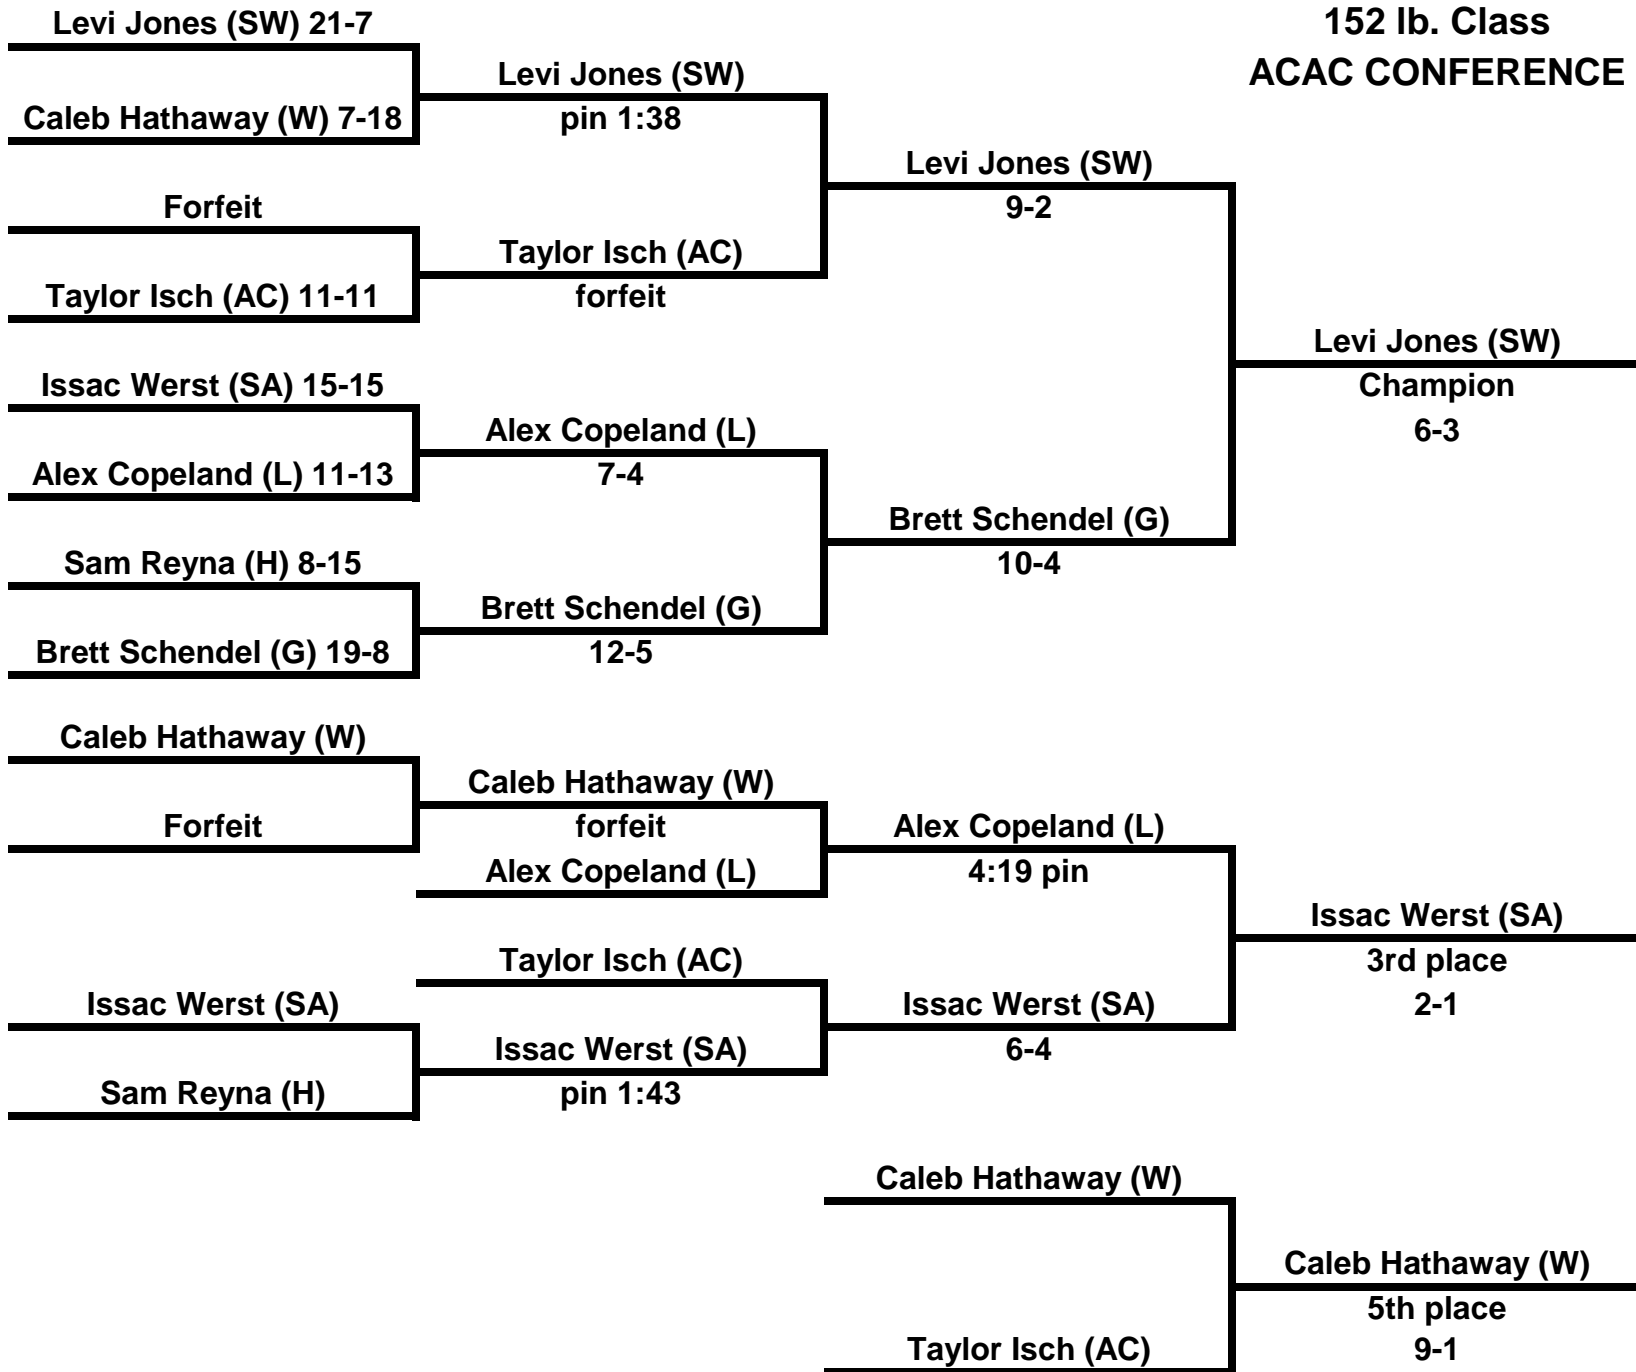 Levi Jones (SW) 21-7
152 lb. Class
ACAC CONFERENCE
Levi Jones (SW)
Caleb Hathaway (W) 7-18
pin 1:38
Levi Jones (SW)
Forfeit
9-2
Taylor Isch (AC)
Taylor Isch (AC) 11-11
forfeit
Levi Jones (SW)
Issac Werst (SA) 15-15
Champion
Alex Copeland (L)
6-3
Alex Copeland (L) 11-13
7-4
Brett Schendel (G)
Sam Reyna (H) 8-15
10-4
Brett Schendel (G)
Brett Schendel (G) 19-8
12-5
Caleb Hathaway (W)
Caleb Hathaway (W)
Forfeit
forfeit
Alex Copeland (L)
Alex Copeland (L)
4:19 pin
Issac Werst (SA)
Taylor Isch (AC)
3rd place
Issac Werst (SA)
Issac Werst (SA)
2-1
Issac Werst (SA)
6-4
Sam Reyna (H)
pin 1:43
Caleb Hathaway (W)
Caleb Hathaway (W)
5th place
Taylor Isch (AC)
9-1